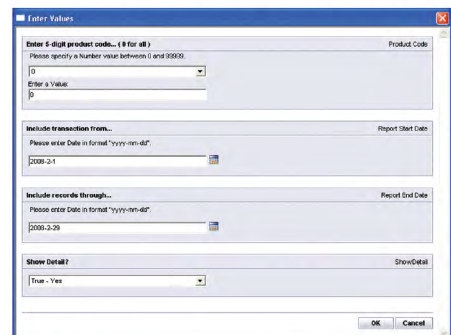 Enter Values
Enter 5-digit product code... ( 0 for all ) Product Code
Please specify a Number value between 0 and 99999.
0
Enter a Value:
0
Include transaction from... Report Start Date
Please enter Date in format "yyyy-mm-dd".
2008-2-1
Include records through... Report End Date
Please enter Date in format "yyyy-mm-dd".
2008-2-29
Show Detail? ShowDetail
True - Yes
OK Cancel